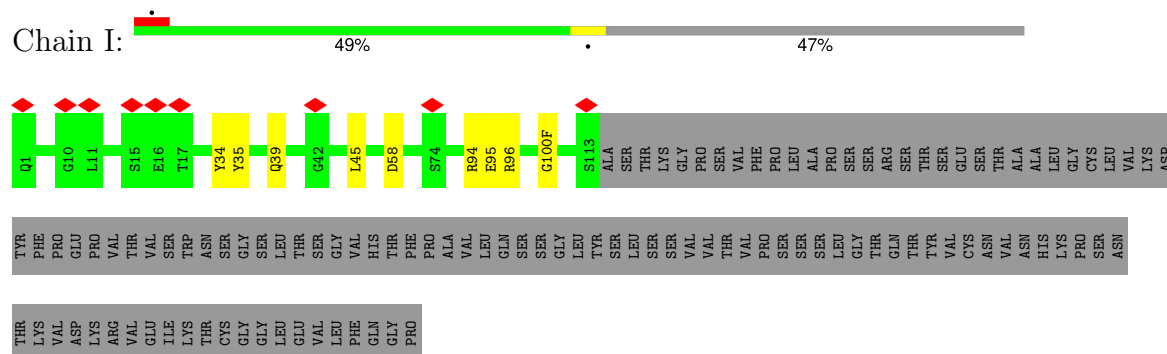 Chain I:
•
49%
•
47%
Q1 G10 L11 S15 E16 T17 Y34 Y35 Q39 G42 L45 D58 S74 R94 E95 R96 G100F S113 ALA SER THR LYS GLY PRO SER VAL PHE PRO LEU ALA PRO SER SER ARG SER THR SER GLU SER THR ALA ALA LEU GLY CYS LEU VAL LYS ASP
TYR PHE PRO GLU PRO VAL THR VAL SER TRP ASN SER GLY SER LEU THR SER GLY VAL HIS THR PHE PRO ALA VAL LEU GLN SER SER GLY LEU TYR SER LEU SER SER VAL VAL THR VAL PRO SER SER SER LEU GLY THR GLN THR TYR VAL CYS ASN VAL ASN HIS LYS PRO SER ASN
THR LYS VAL ASP LYS ARG VAL GLU ILE LYS THR CYS GLY GLY LEU GLU VAL LEU PHE GLN GLY PRO